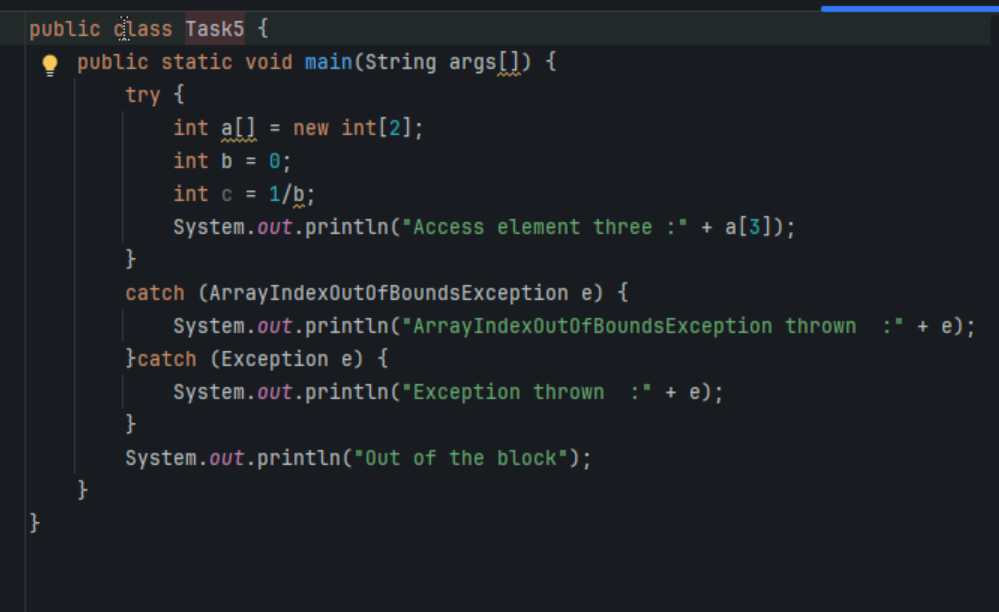 public class Task5 {
public static void main(String args[]) {
try {
int a[] = new int[2];
int b = 0;
int c = 1/b;
System.out.println("Access element three :" + a[3]);
}
catch (ArrayIndexOutOfBoundsException e) {
System.out.println("ArrayIndexOutOfBoundsException thrown  :" + e);
}catch (Exception e) {
System.out.println("Exception thrown  :" + e);
}
System.out.println("Out of the block");
}
}